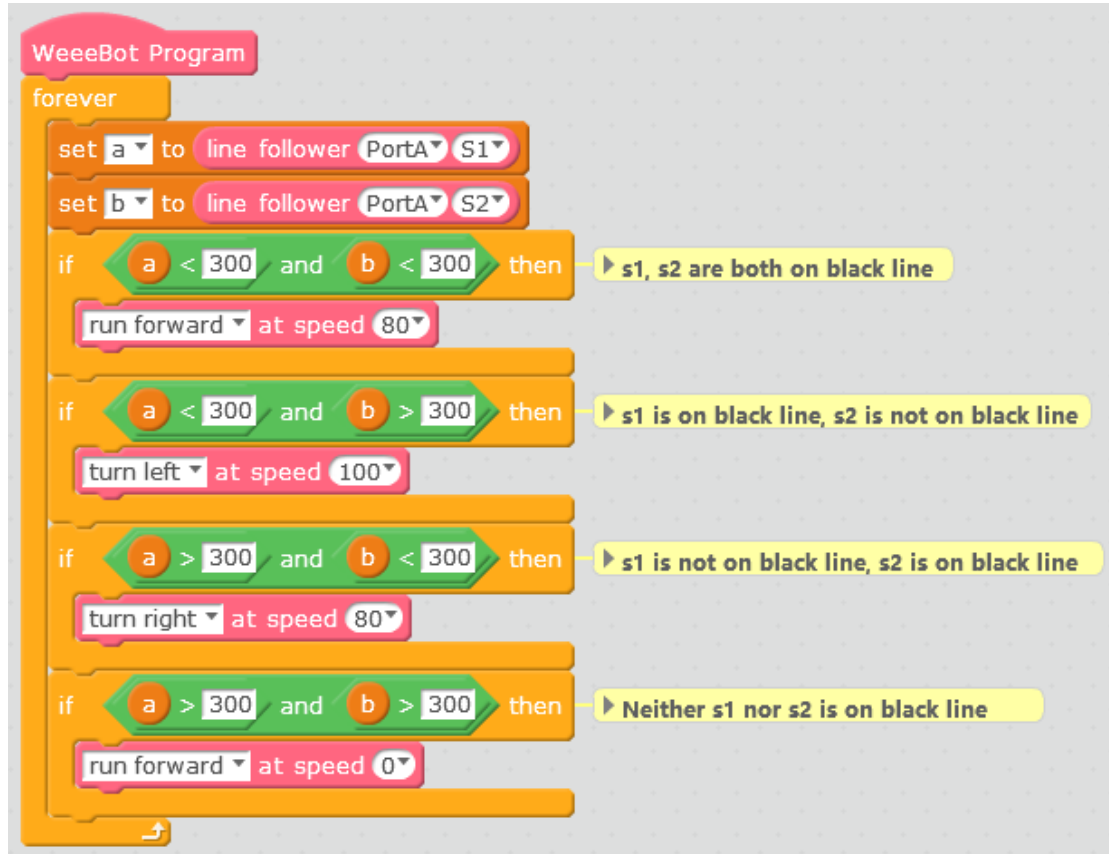 WeeeBot Program
forever
set a to line follower PortA S1
set b to line follower PortA S2
if a < 300 and b < 300 then
s1, s2 are both on black line
run forward at speed 80
if a < 300 and b > 300 then
s1 is on black line, s2 is not on black line
turn left at speed 100
if a > 300 and b < 300 then
s1 is not on black line, s2 is on black line
turn right at speed 80
if a > 300 and b > 300 then
Neither s1 nor s2 is on black line
run forward at speed 0